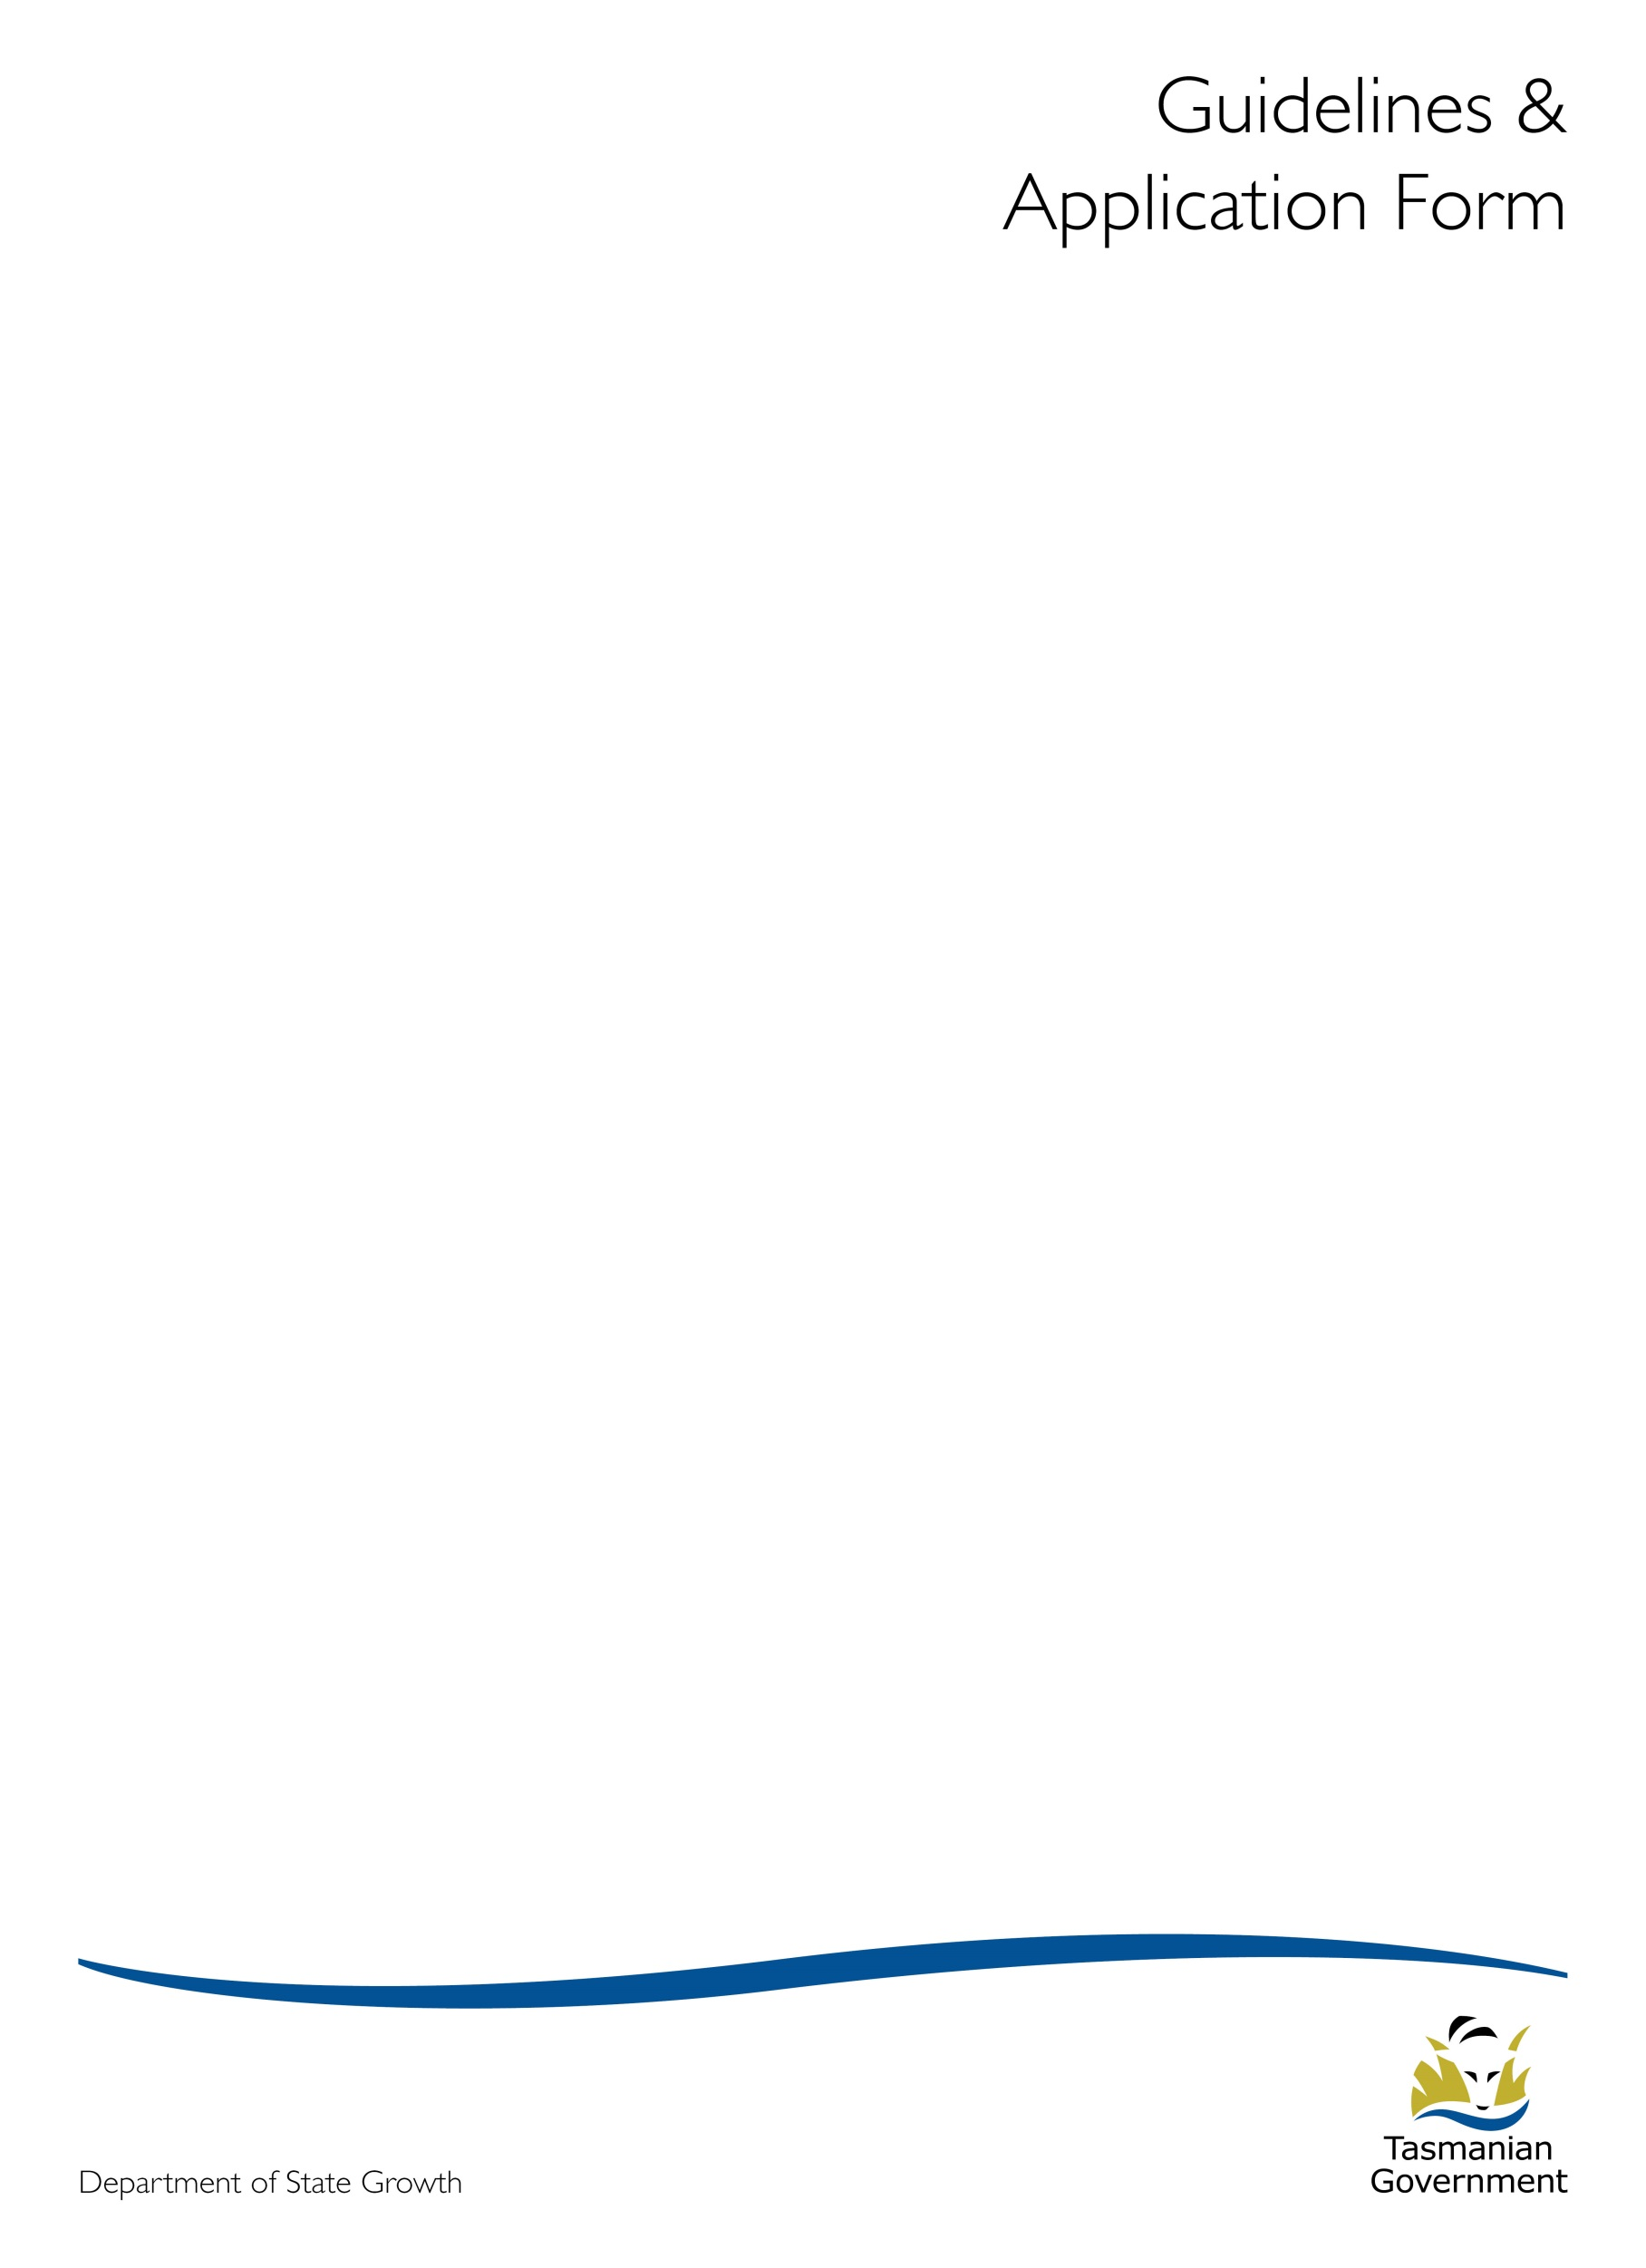 Guidelines &
Application Form
Department of State Growth
Tasmanian
Government